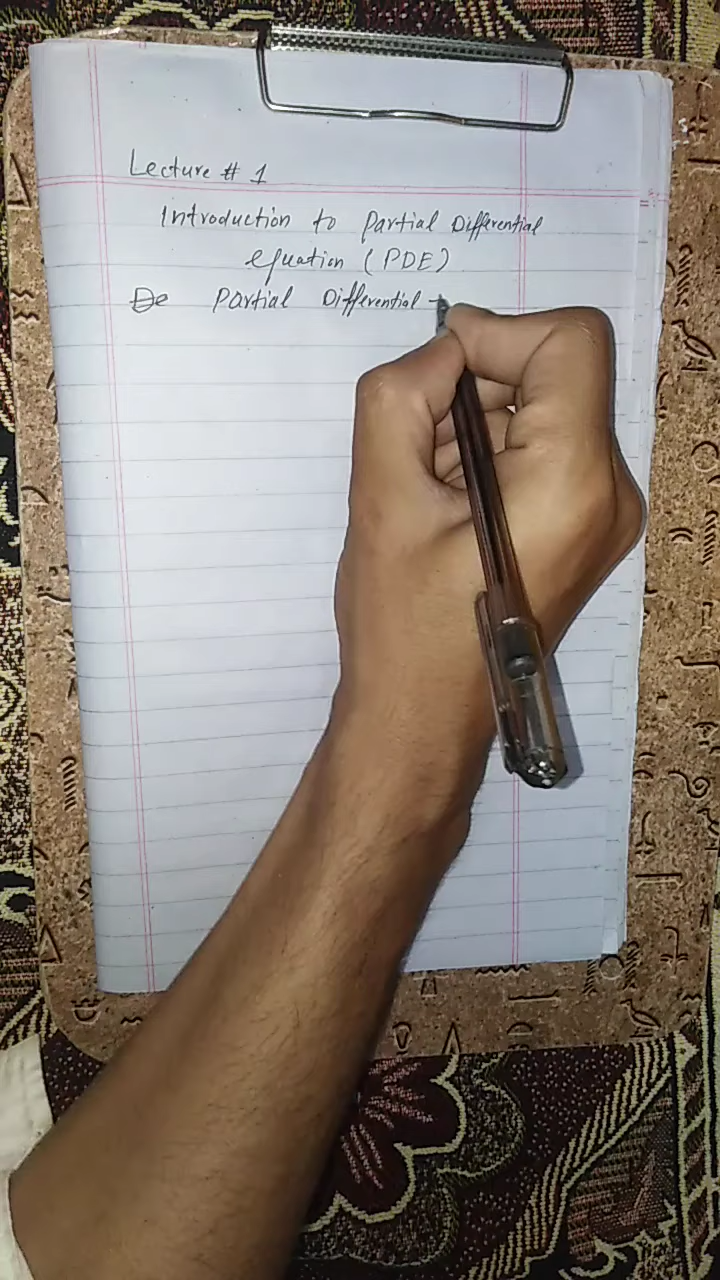 Lecture # 1
Introduction to Partial Differential
equation (PDE)
De Partial Differential